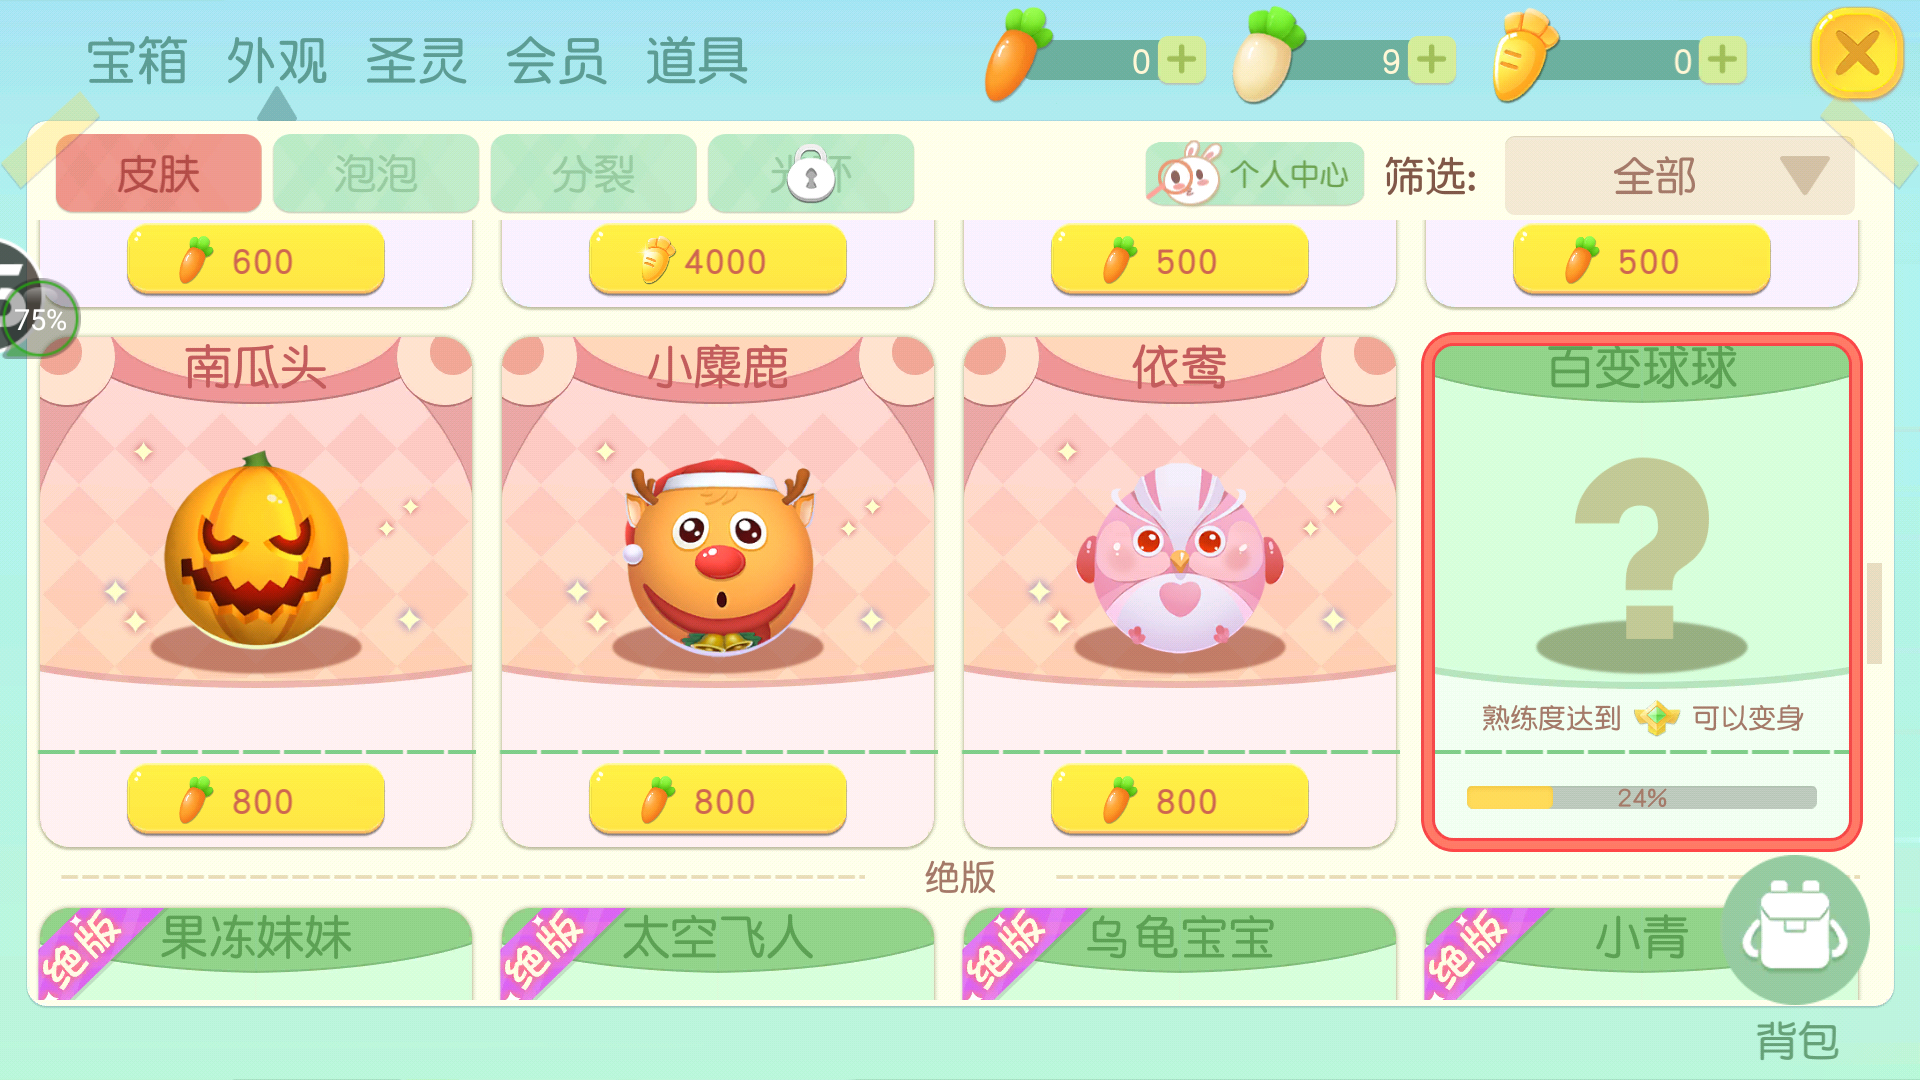 宝箱 外观 圣灵 会员 道具
0 9 0
皮肤 泡泡 分裂 个人中心 筛选: 全部
600 4000 500 500
75%
南瓜头 小麋鹿 依鸯 百变球球
熟练度达到 可以变身
800 800 800 24%
绝版
绝版 果冻妹妹 绝版 太空飞人 绝版 乌龟宝宝 绝版 小青
背包